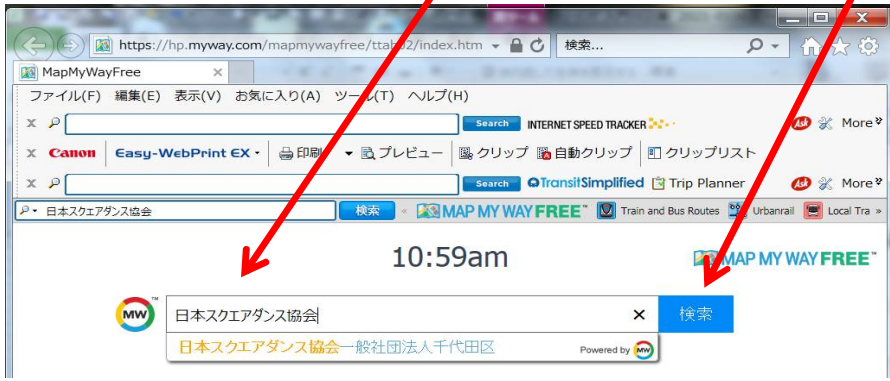 https://hp.myway.com/mapmywayfree/ttab02/index.htm 検索...
MapMyWayFree
ファイル(F) 編集(E) 表示(V) お気に入り(A) ツール(T) ヘルプ(H)
Search INTERNET SPEED TRACKER Ask More
Canon Easy-WebPrint EX 印刷 プレビュー クリップ 自動クリップ クリップリスト
Search TransitSimplified Trip Planner Ask More
日本スクエアダンス協会 検索 MAP MY WAY FREE™ Train and Bus Routes Urbanrail Local Tra
10:59am MAP MY WAY FREE™
MW™ 日本スクエアダンス協会 検索
日本スクエアダンス協会一般社団法人千代田区 Powered by MW